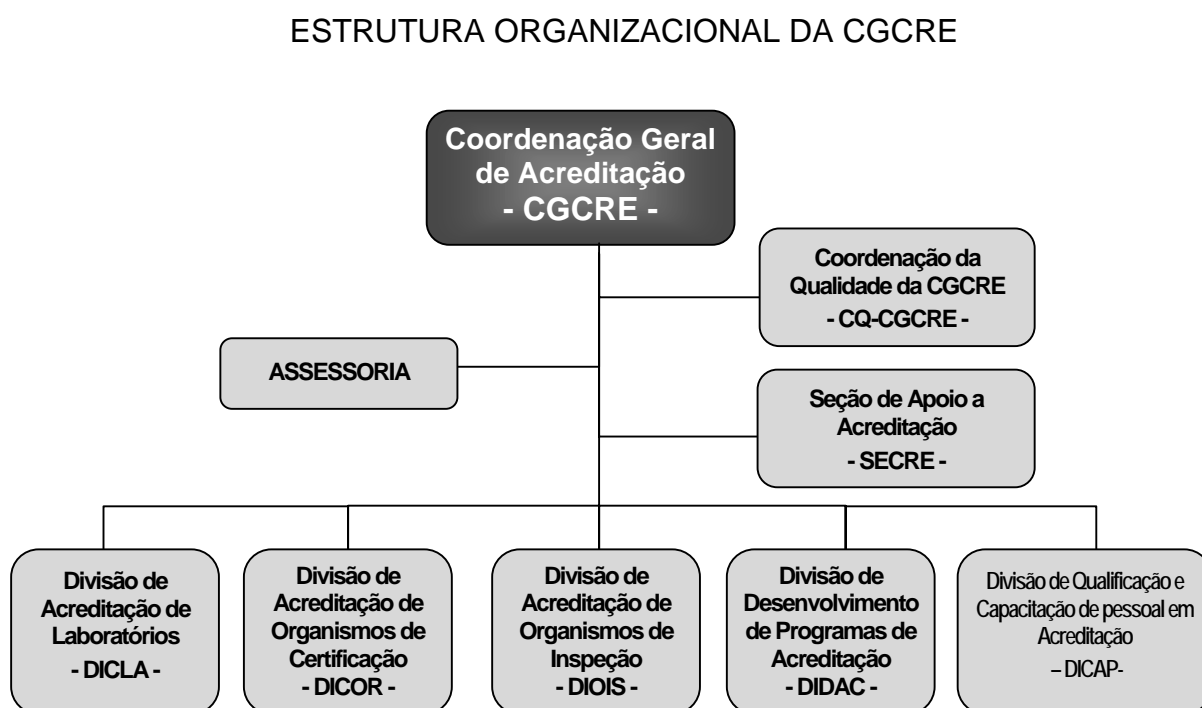 ESTRUTURA ORGANIZACIONAL DA CGCRE
Coordenação Geral
de Acreditação
- CGCRE -
Coordenação da
Qualidade da CGCRE
- CQ-CGCRE -
ASSESSORIA
Seção de Apoio a
Acreditação
- SECRE -
Divisão de
Acreditação de
Laboratórios
- DICLA -
Divisão de
Acreditação de
Organismos de
Certificação
- DICOR -
Divisão de
Acreditação de
Organismos de
Inspeção
- DIOIS -
Divisão de
Desenvolvimento
de Programas de
Acreditação
- DIDAC -
Divisão de Qualificação e
Capacitação de pessoal em
Acreditação
– DICAP-